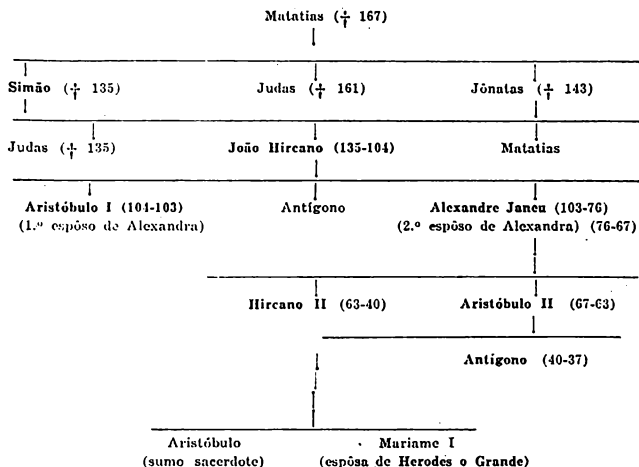 Matatias (‡ 167)
Simão (‡ 135) Judas (‡ 161) Jônatas (‡ 143)
Judas (‡ 135) João Hircano (135-104) Matatias
Aristóbulo I (104-103) Antígono Alexandre Janeu (103-76)
(1.º espôso de Alexandra) (2.º espôso de Alexandra) (76-67)
Hircano II (63-40) Aristóbulo II (67-63)
Antígono (40-37)
Aristóbulo Mariame I
(sumo sacerdote) (espôsa de Herodes o Grande)